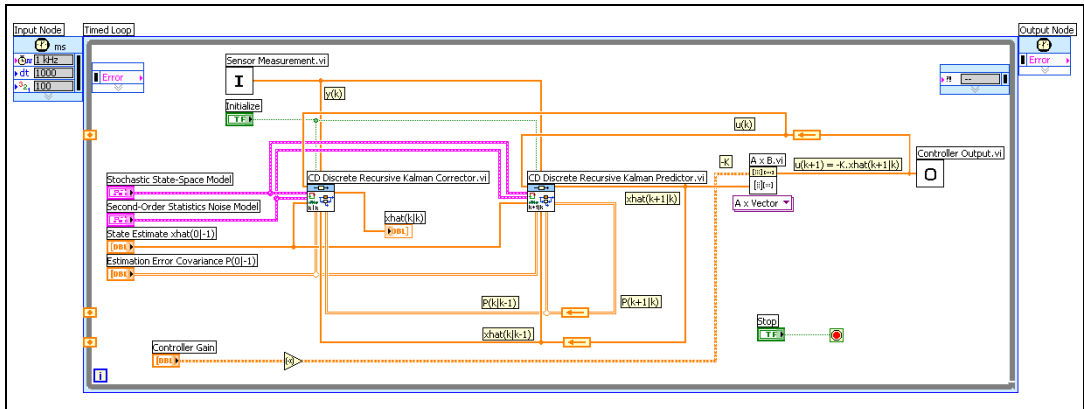 Input Node
Timed Loop
Output Node
ms
1 kHz
dt 1000
100
Error
Sensor Measurement.vi
I
y(k)
Initialize
TF
u(k)
Error
?! --
-K
A x B.vi
u(k+1) = -K.xhat(k+1|k)
Controller Output.vi
O
A x Vector
Stochastic State-Space Model
CD Discrete Recursive Kalman Corrector.vi
CD Discrete Recursive Kalman Predictor.vi
k|k
k+1|k
xhat(k+1|k)
Second-Order Statistics Noise Model
xhat(k|k)
DBL
State Estimate xhat(0|-1)
DBL
Estimation Error Covariance P(0|-1)
DBL
P(k|k-1)
P(k+1|k)
Stop
TF
xhat(k|k-1)
Controller Gain
DBL
-x
i